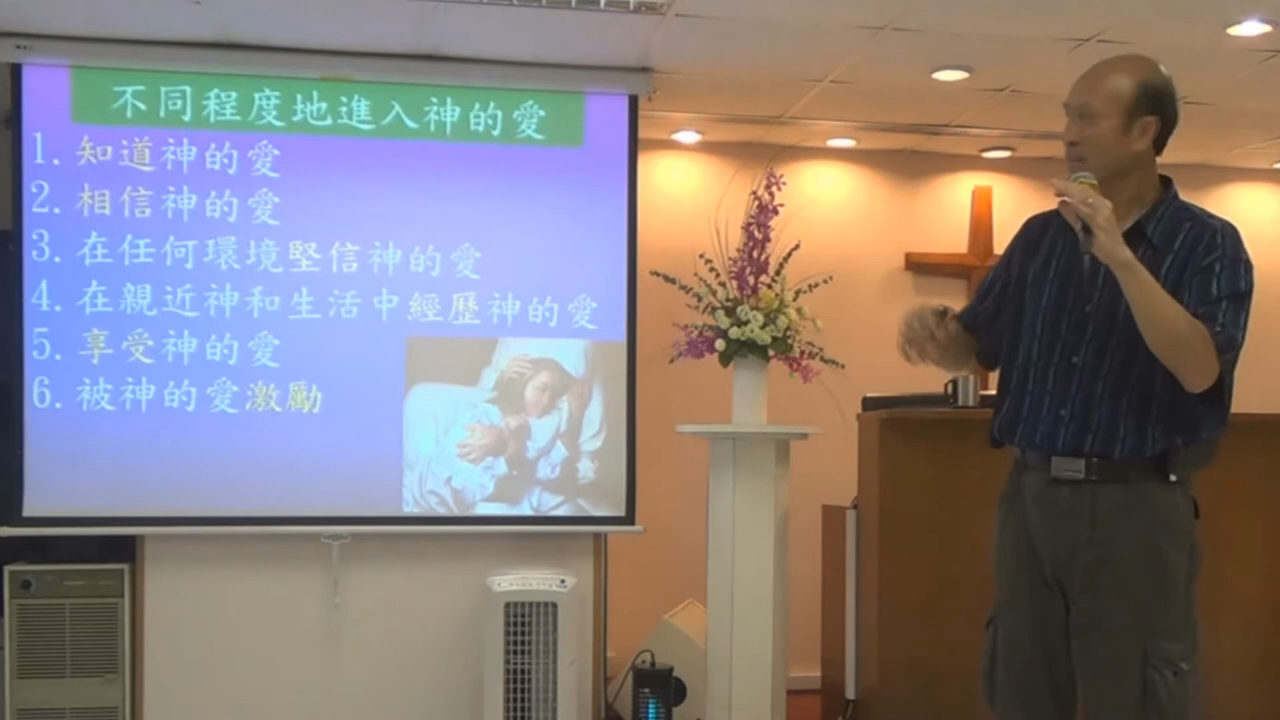 不同程度地進入神的愛
1. 知道神的愛
2. 相信神的愛
3. 在任何環境堅信神的愛
4. 在親近神和生活中經歷神的愛
5. 享受神的愛
6. 被神的愛激勵